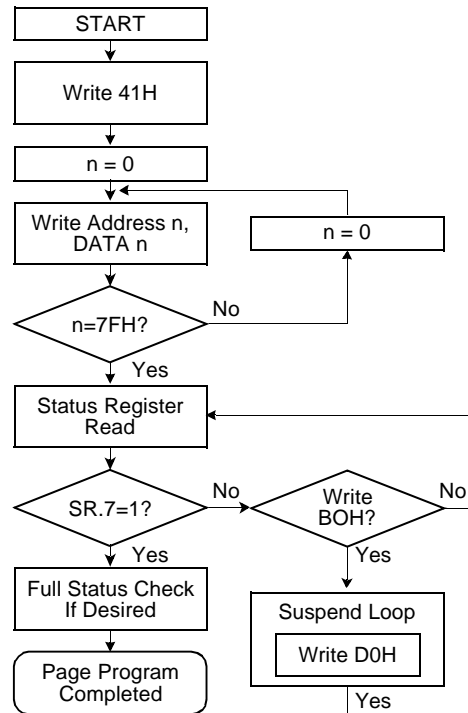 START
Write 41H
n = 0
Write Address n,
DATA n
n = 0
n=7FH?
No
Yes
Status Register
Read
SR.7=1?
No
Write
BOH?
No
Yes
Yes
Full Status Check
If Desired
Suspend Loop
Write D0H
Page Program
Completed
Yes